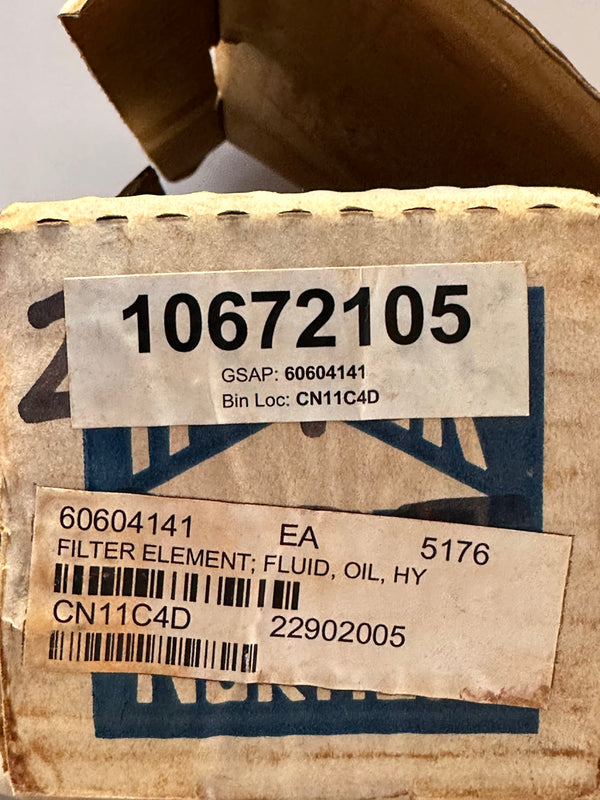 10672105
GSAP: 60604141
Bin Loc: CN11C4D
60604141 EA 5176
FILTER ELEMENT; FLUID, OIL, HY
CN11C4D 22902005